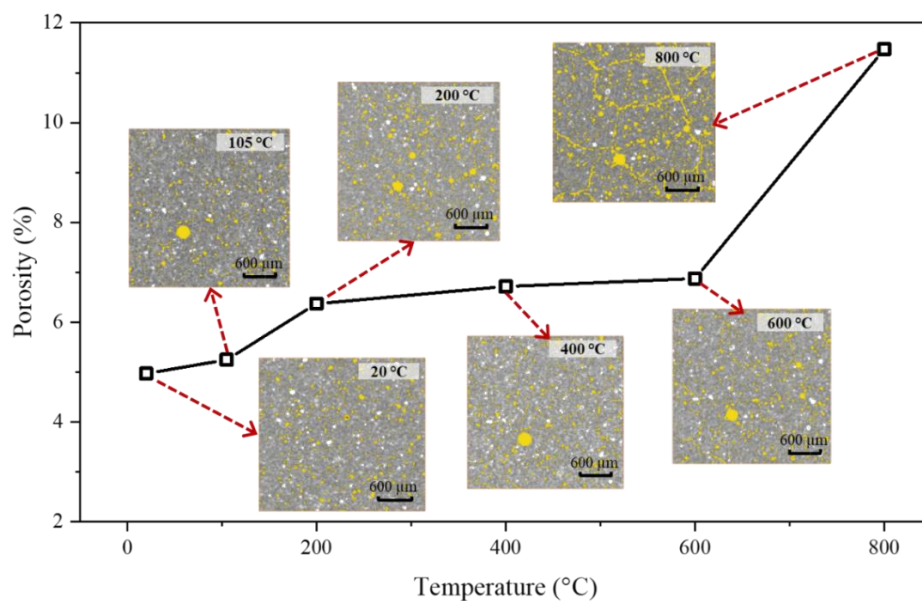 12
10
8
6
4
2
Porosity (%)
0
200
400
600
800
Temperature (°C)
105 °C
600 μm
200 °C
600 μm
800 °C
600 μm
20 °C
600 μm
400 °C
600 μm
600 °C
600 μm